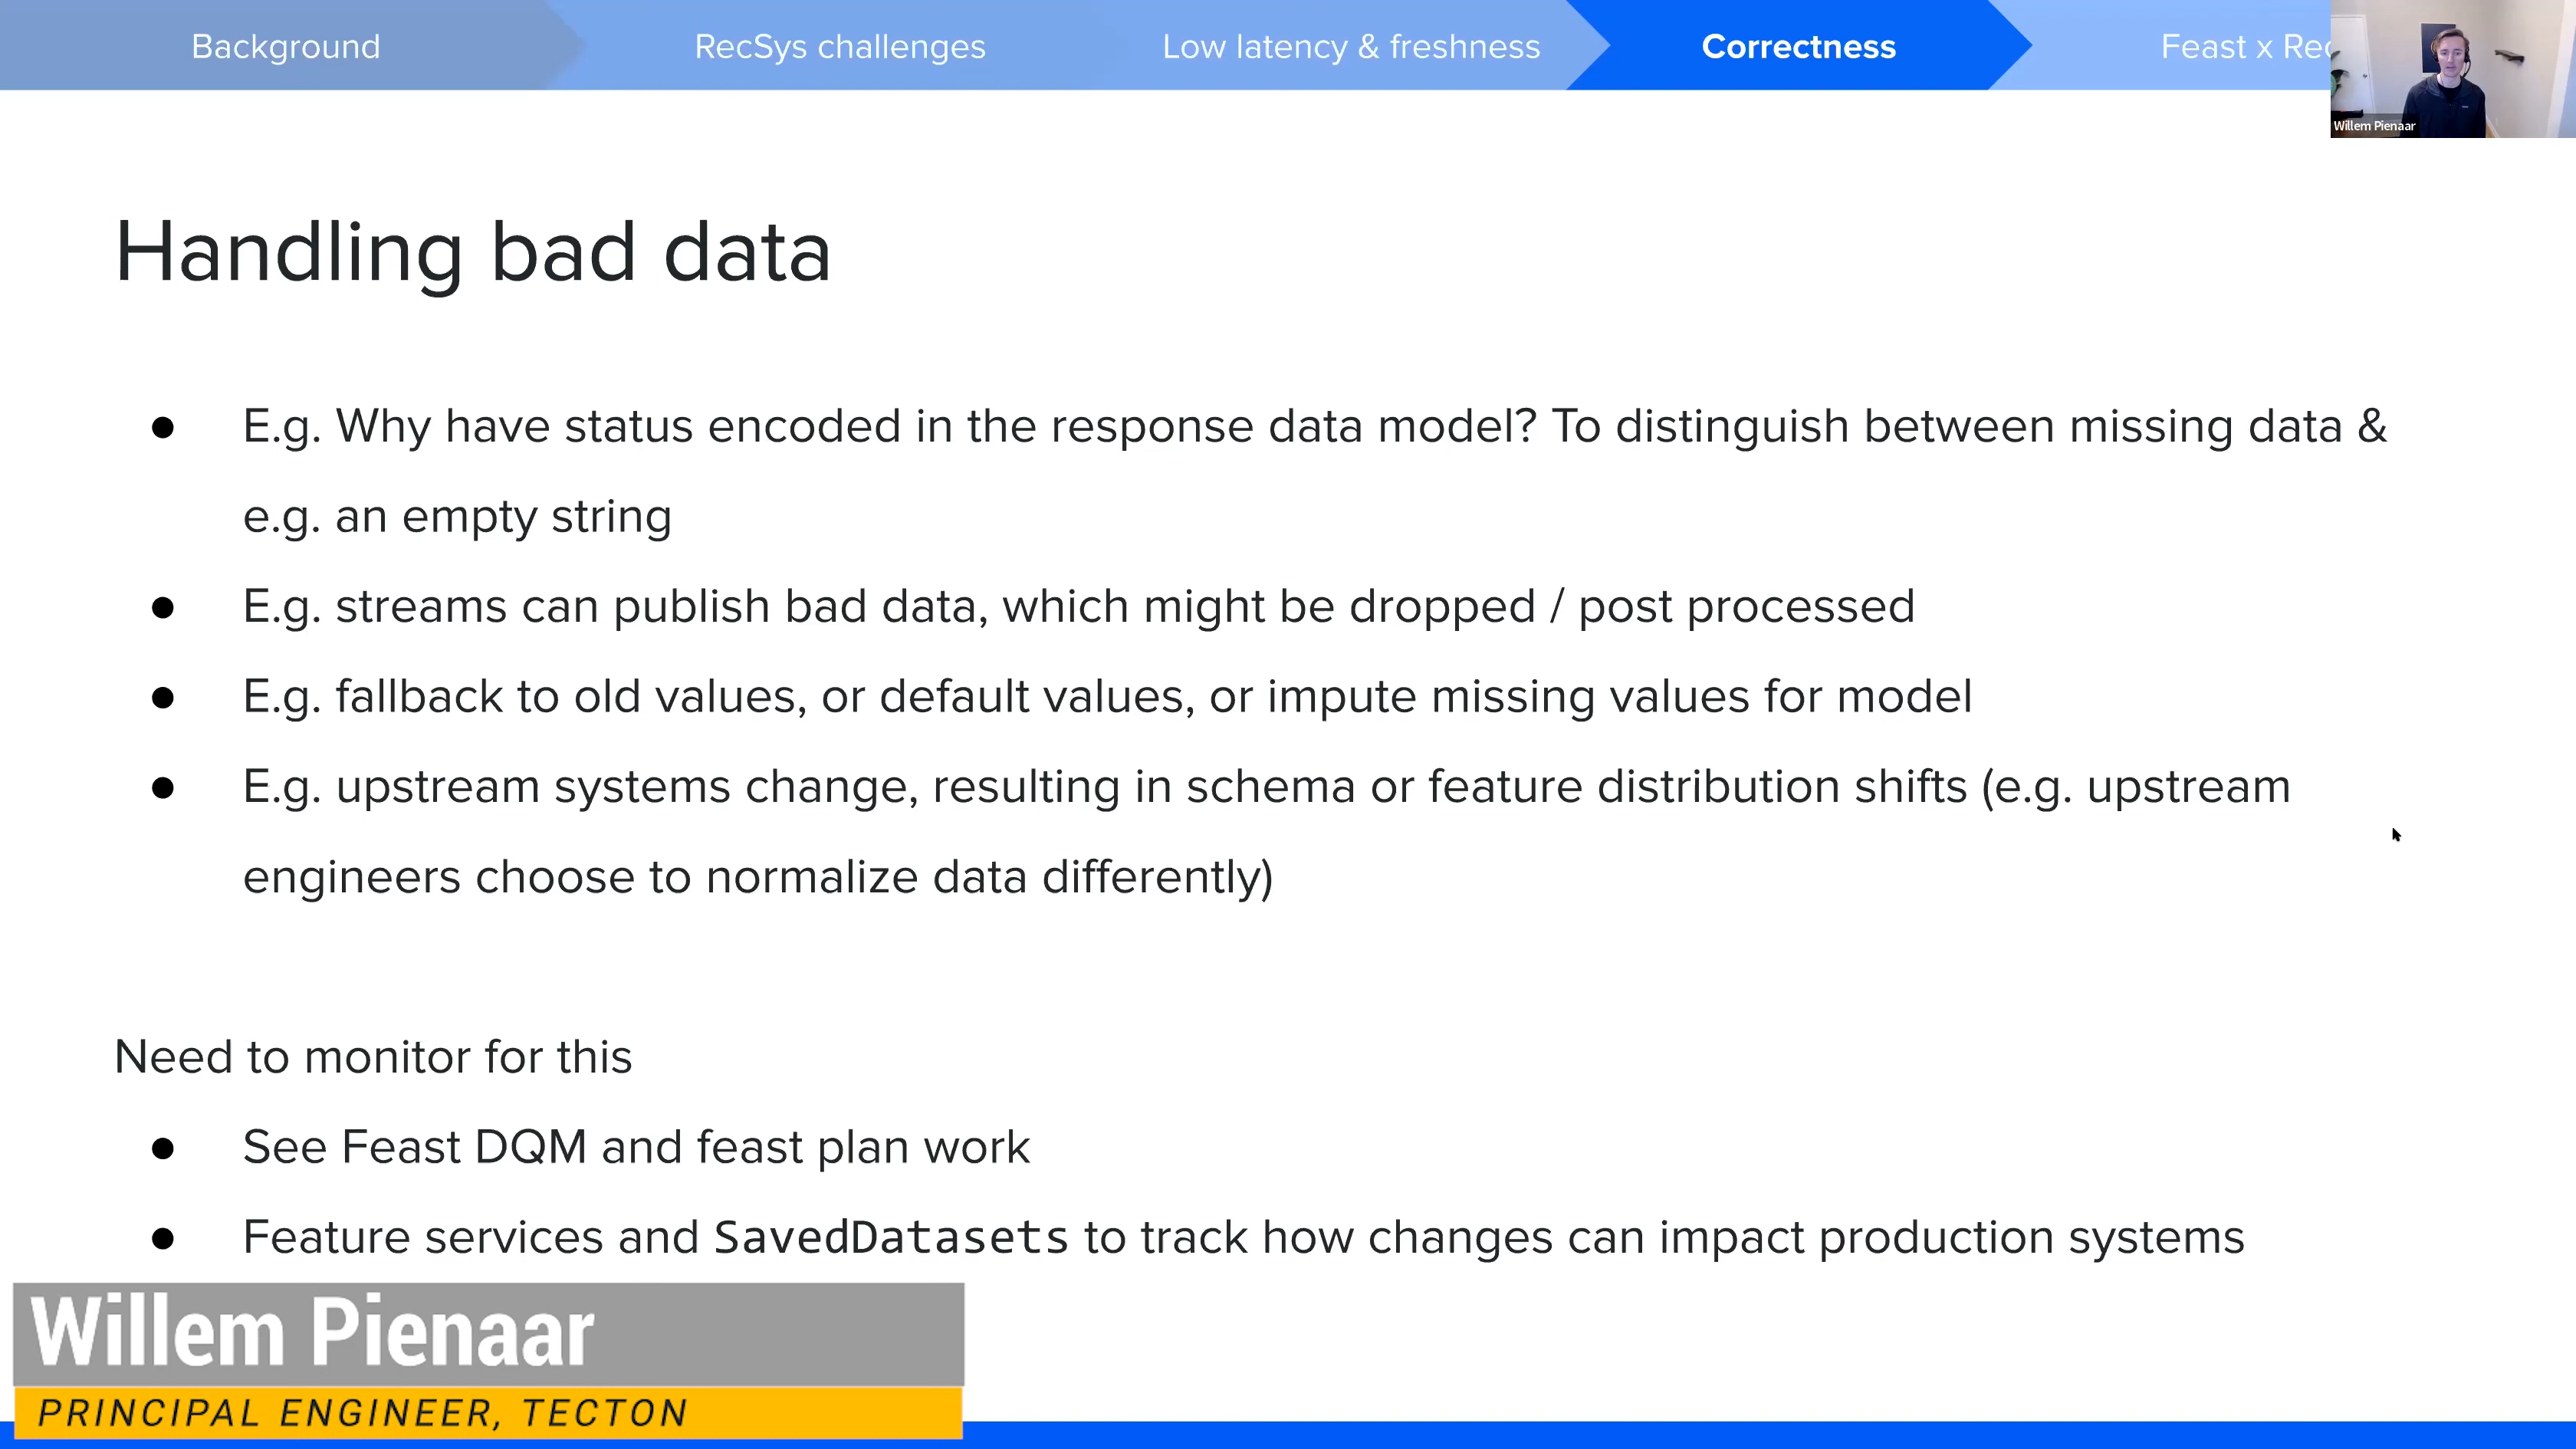 Background
RecSys challenges
Low latency & freshness
Correctness
Feast x Rec
Willem Pienaar
Handling bad data
● E.g. Why have status encoded in the response data model? To distinguish between missing data &
e.g. an empty string
● E.g. streams can publish bad data, which might be dropped / post processed
● E.g. fallback to old values, or default values, or impute missing values for model
● E.g. upstream systems change, resulting in schema or feature distribution shifts (e.g. upstream
engineers choose to normalize data differently)
Need to monitor for this
● See Feast DQM and feast plan work
● Feature services and SavedDatasets to track how changes can impact production systems
Willem Pienaar
PRINCIPAL ENGINEER, TECTON